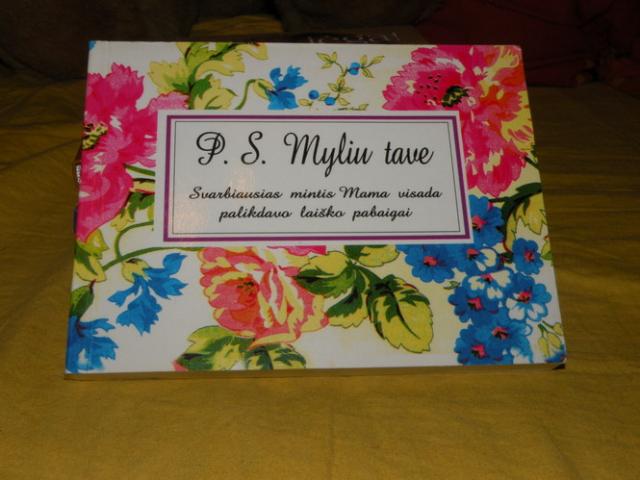 P. S. Myliu tave
Svarbiausias mintis Mama visada
palikdavo laiško pabaigai